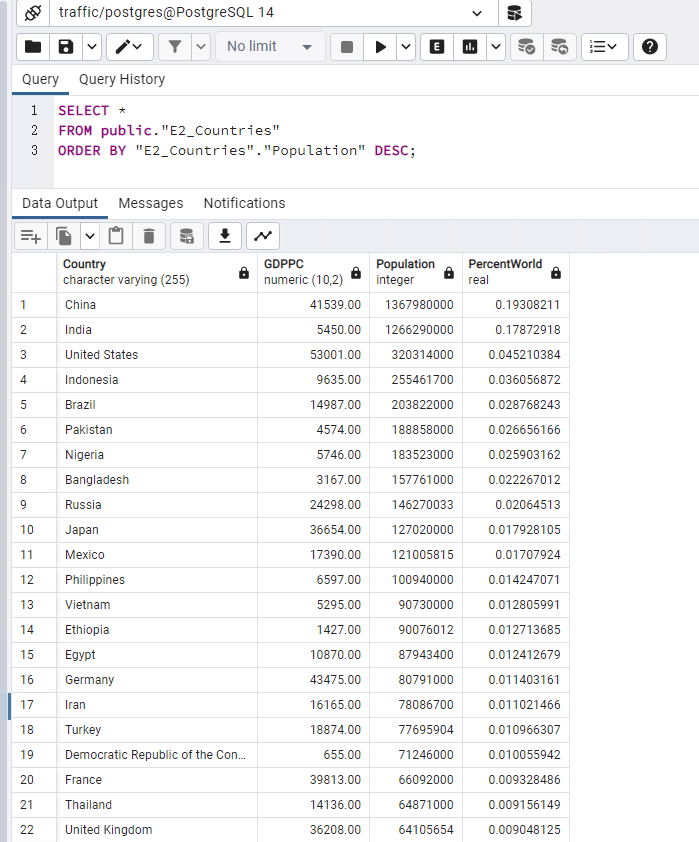 traffic/postgres@PostgreSQL 14
No limit
E
Query Query History
1 SELECT *
2 FROM public."E2_Countries"
3 ORDER BY "E2_Countries"."Population" DESC;
Data Output Messages Notifications
Country GDPPC Population PercentWorld
character varying (255) numeric (10,2) integer real
1 China 41539.00 1367980000 0.19308211
2 India 5450.00 1266290000 0.17872918
3 United States 53001.00 320314000 0.045210384
4 Indonesia 9635.00 255461700 0.036056872
5 Brazil 14987.00 203822000 0.028768243
6 Pakistan 4574.00 188858000 0.026656166
7 Nigeria 5746.00 183523000 0.025903162
8 Bangladesh 3167.00 157761000 0.022267012
9 Russia 24298.00 146270033 0.02064513
10 Japan 36654.00 127020000 0.017928105
11 Mexico 17390.00 121005815 0.01707924
12 Philippines 6597.00 100940000 0.014247071
13 Vietnam 5295.00 90730000 0.012805991
14 Ethiopia 1427.00 90076012 0.012713685
15 Egypt 10870.00 87943400 0.012412679
16 Germany 43475.00 80791000 0.011403161
17 Iran 16165.00 78086700 0.011021466
18 Turkey 18874.00 77695904 0.010966307
19 Democratic Republic of the Con... 655.00 71246000 0.010055942
20 France 39813.00 66092000 0.009328486
21 Thailand 14136.00 64871000 0.009156149
22 United Kingdom 36208.00 64105654 0.009048125